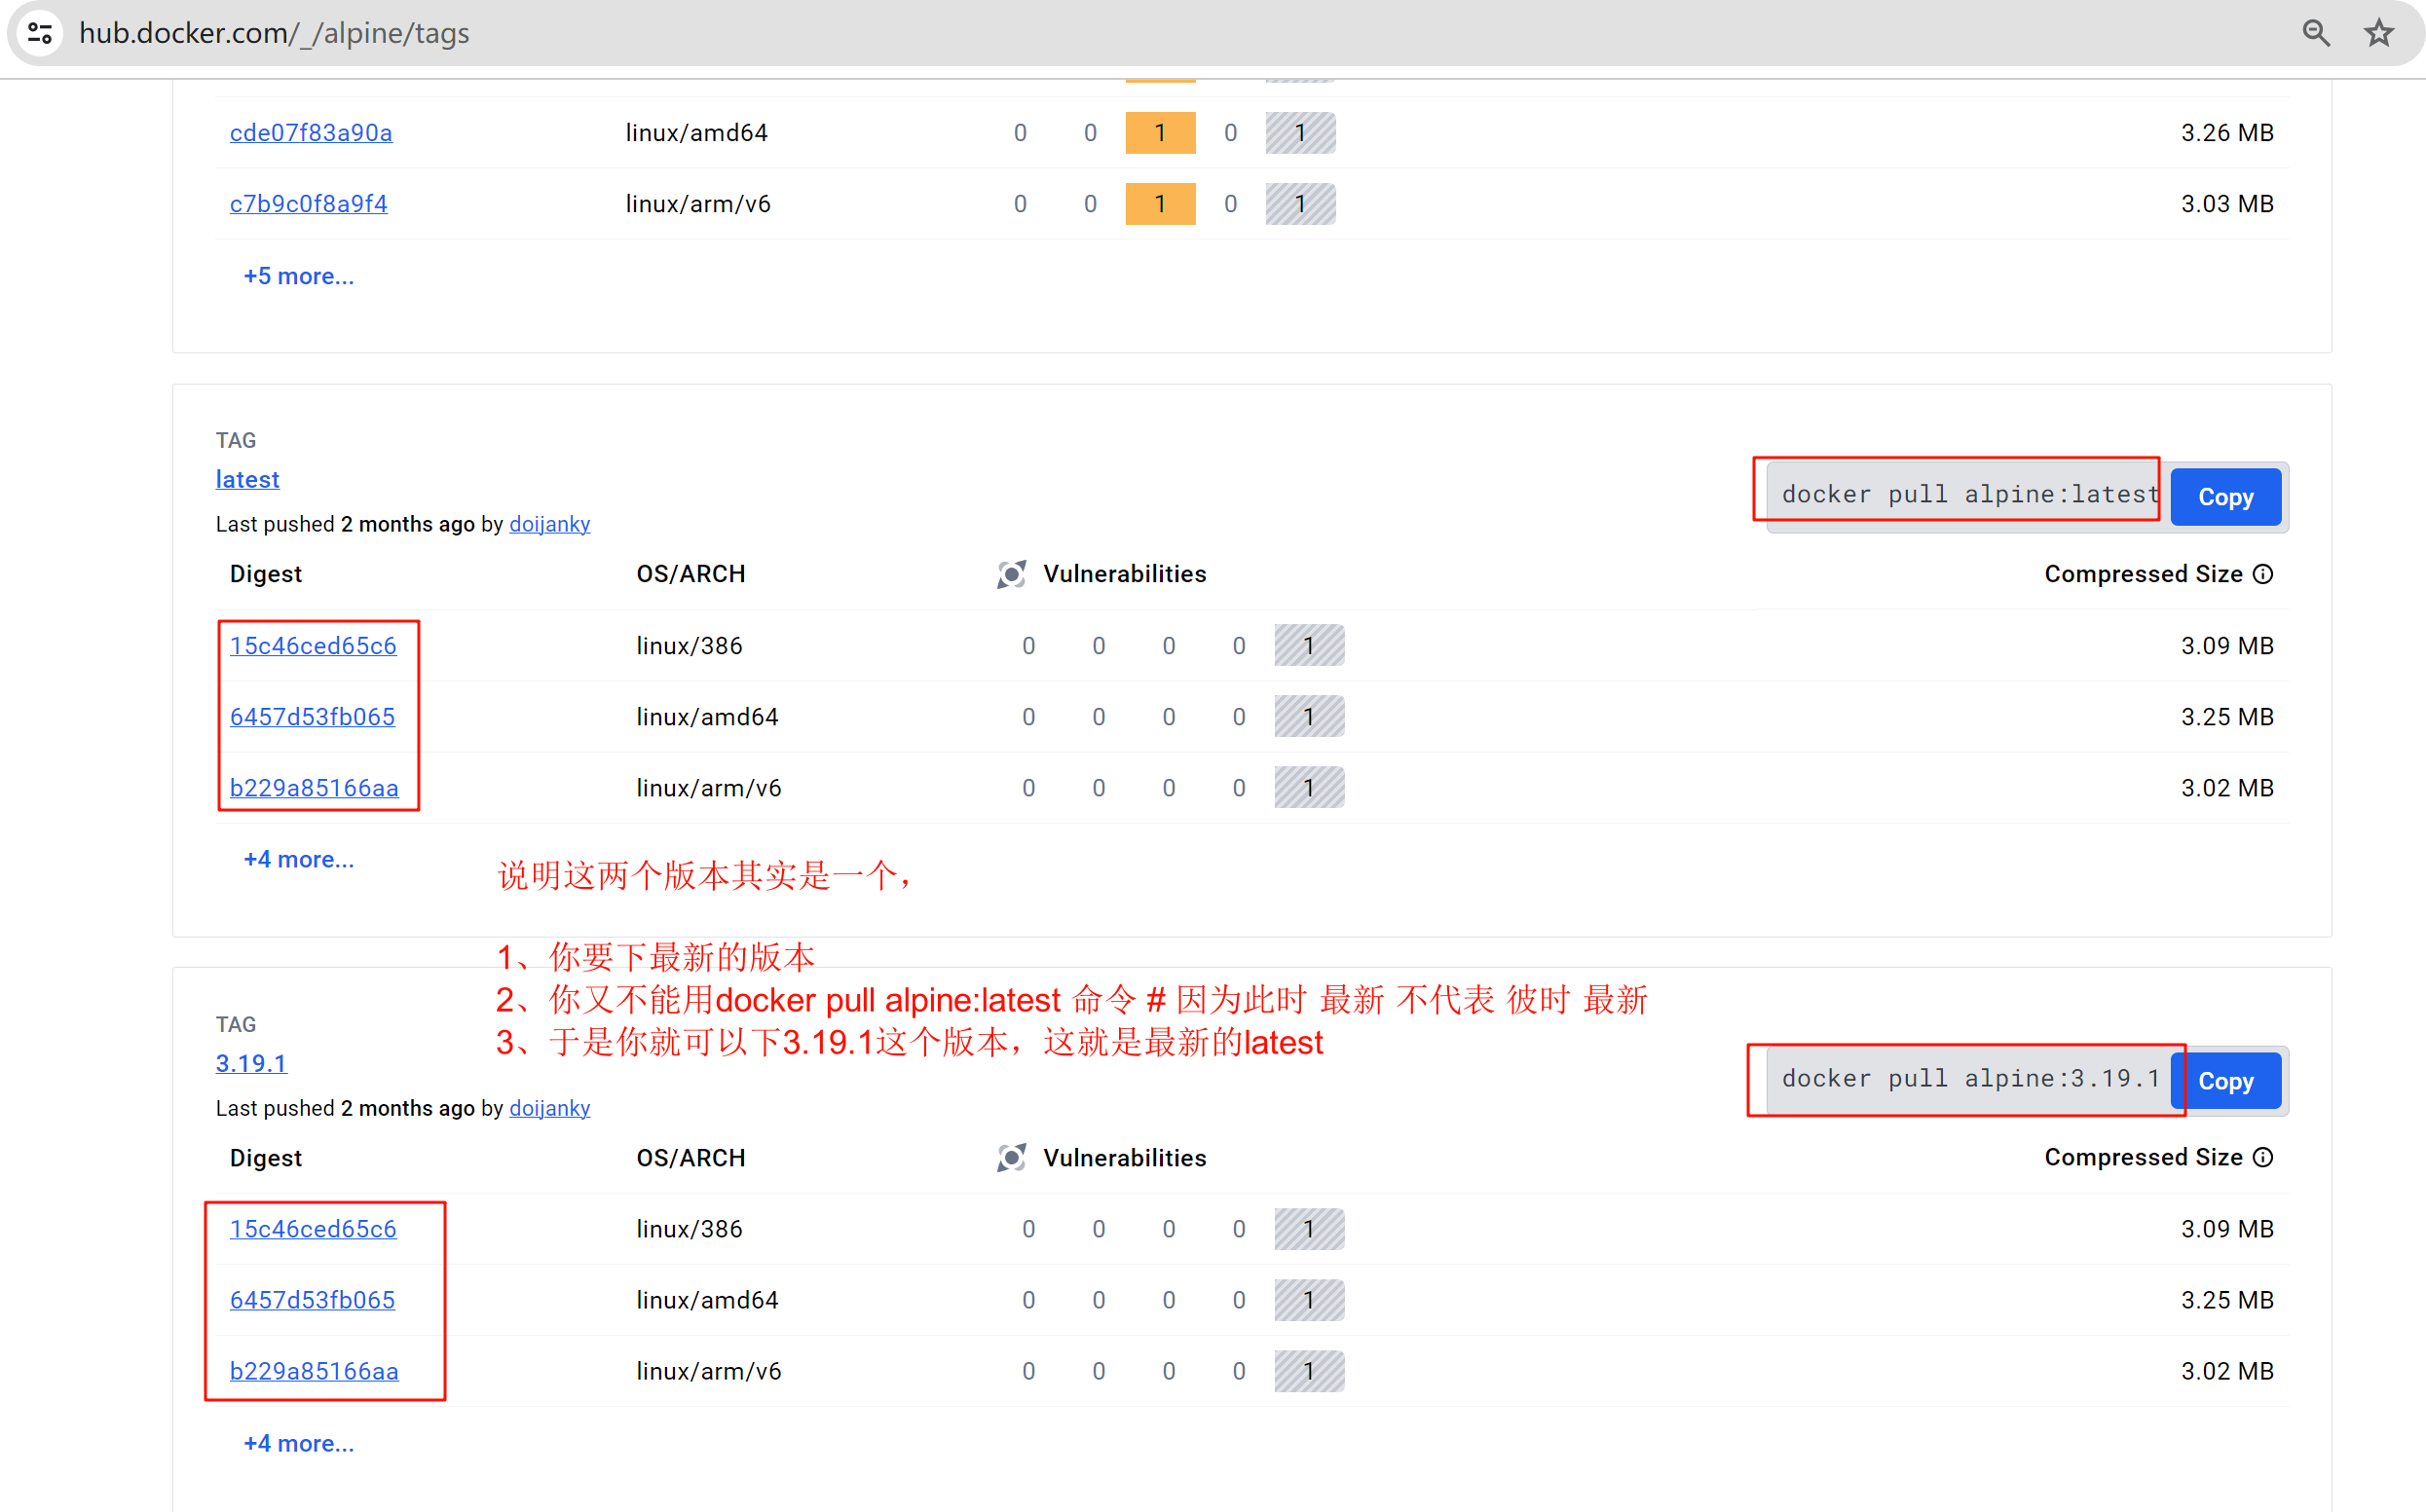 hub.docker.com/_/alpine/tags
cde07f83a90a linux/amd64 0 0 1 0 1 3.26 MB
c7b9c0f8a9f4 linux/arm/v6 0 0 1 0 1 3.03 MB
+5 more...
TAG
latest
docker pull alpine:latest Copy
Last pushed 2 months ago by doijanky
Digest OS/ARCH Vulnerabilities Compressed Size
15c46ced65c6 linux/386 0 0 0 0 1 3.09 MB
6457d53fb065 linux/amd64 0 0 0 0 1 3.25 MB
b229a85166aa linux/arm/v6 0 0 0 0 1 3.02 MB
+4 more...
说明这两个版本其实是一个，
1、你要下最新的版本
2、你又不能用docker pull alpine:latest 命令 # 因为此时 最新 不代表 彼时 最新
3、于是你就可以下3.19.1这个版本，这就是最新的latest
TAG
3.19.1
docker pull alpine:3.19.1 Copy
Last pushed 2 months ago by doijanky
Digest OS/ARCH Vulnerabilities Compressed Size
15c46ced65c6 linux/386 0 0 0 0 1 3.09 MB
6457d53fb065 linux/amd64 0 0 0 0 1 3.25 MB
b229a85166aa linux/arm/v6 0 0 0 0 1 3.02 MB
+4 more...